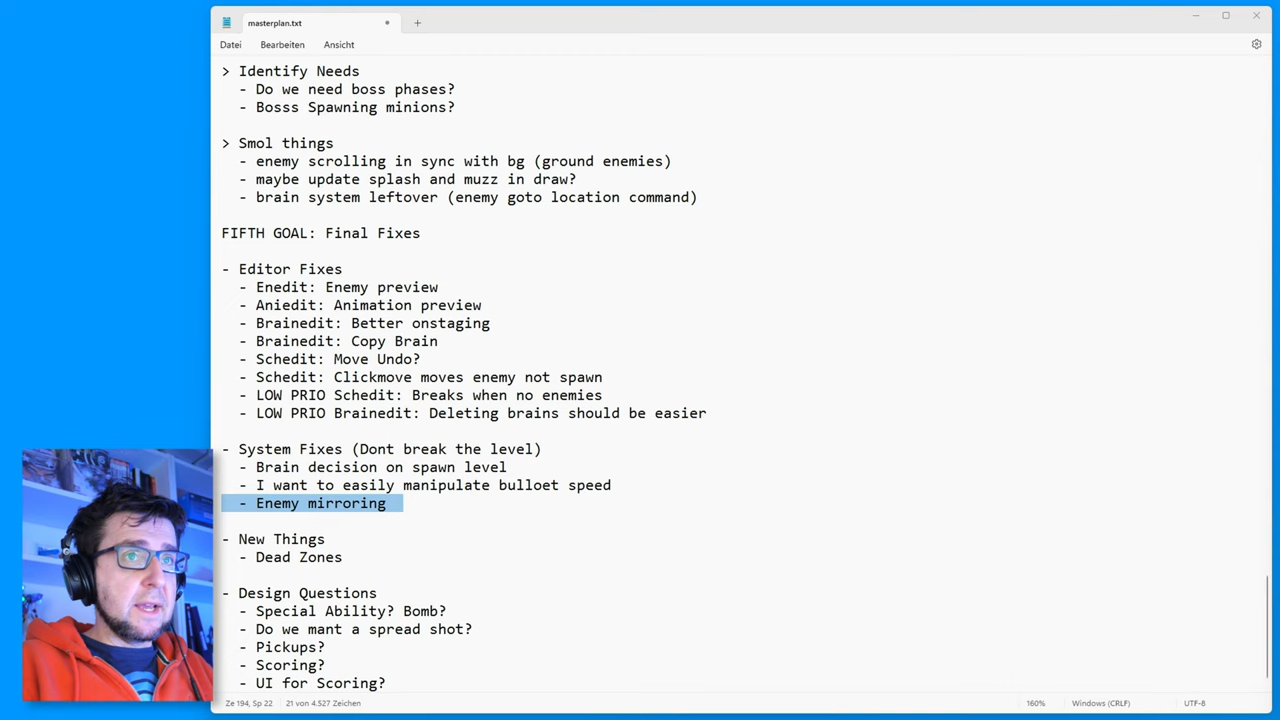 masterplan.txt
Datei Bearbeiten Ansicht
> Identify Needs
- Do we need boss phases?
- Bosss Spawning minions?
> Smol things
- enemy scrolling in sync with bg (ground enemies)
- maybe update splash and muzz in draw?
- brain system leftover (enemy goto location command)
FIFTH GOAL: Final Fixes
- Editor Fixes
- Enedit: Enemy preview
- Aniedit: Animation preview
- Brainedit: Better onstaging
- Brainedit: Copy Brain
- Schedit: Move Undo?
- Schedit: Clickmove moves enemy not spawn
- LOW PRIO Schedit: Breaks when no enemies
- LOW PRIO Brainedit: Deleting brains should be easier
- System Fixes (Dont break the level)
- Brain decision on spawn level
- I want to easily manipulate bulloet speed
- Enemy mirroring
- New Things
- Dead Zones
- Design Questions
- Special Ability? Bomb?
- Do we want a spread shot?
- Pickups?
- Scoring?
- UI for Scoring?
Ze 194, Sp 22 21 von 4.527 Zeichen 160% Windows (CRLF) UTF-8